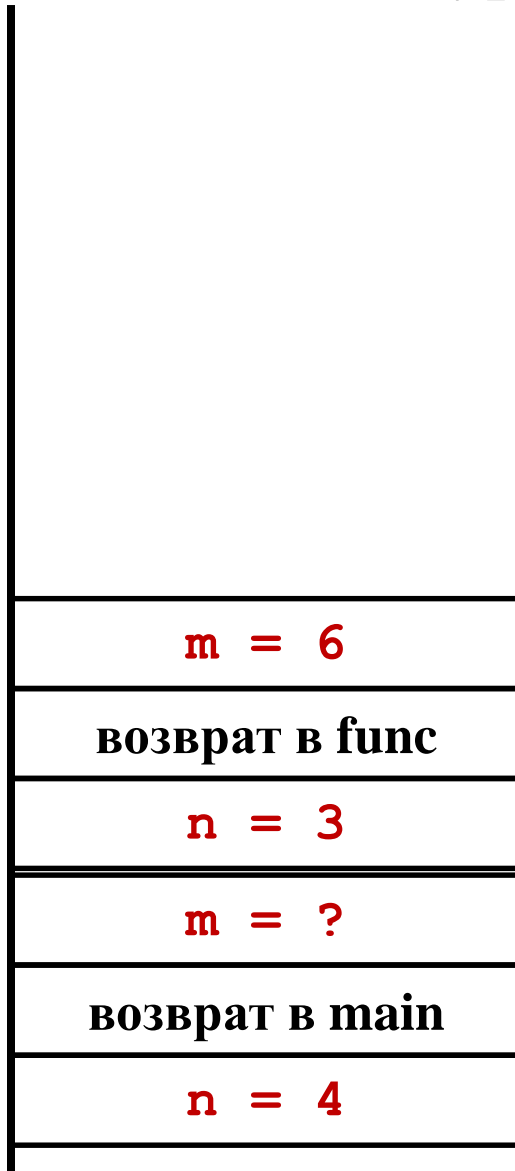 m = 6
возврат в func
n = 3
m = ?
возврат в main
n = 4